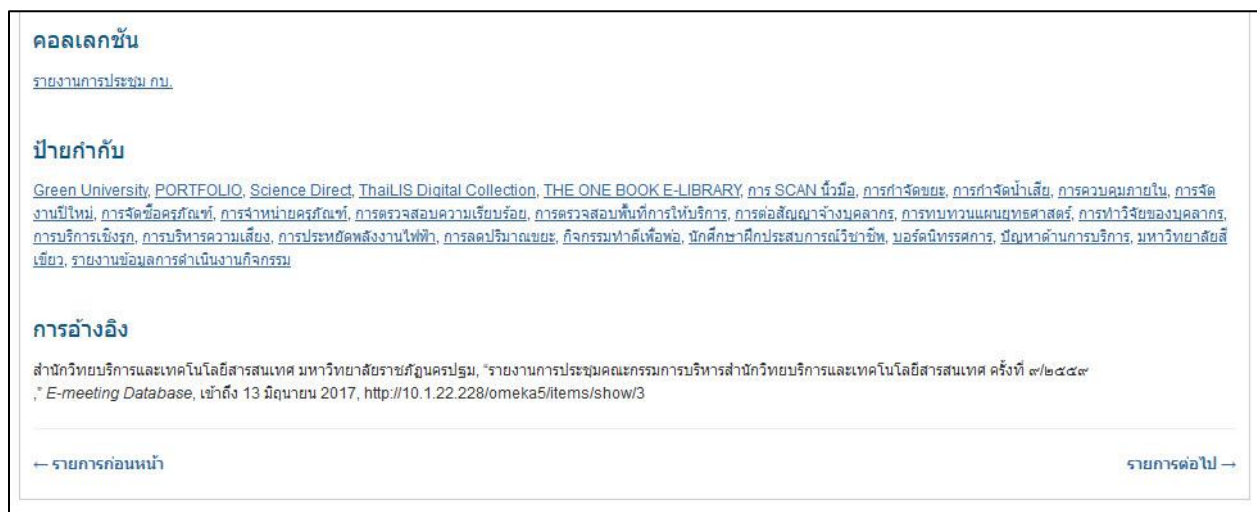 คอลเลกชัน
รายงานการประชุม กบ.
ป้ายกำกับ
Green University, PORTFOLIO, Science Direct, ThaiLIS Digital Collection, THE ONE BOOK E-LIBRARY, การ SCAN นิ้วมือ, การกำจัดขยะ, การกำจัดน้ำเสีย, การควบคุมภายใน, การจัด
งานปีใหม่, การจัดซื้อครุภัณฑ์, การจำหน่ายครุภัณฑ์, การตรวจสอบความเรียบร้อย, การตรวจสอบพื้นที่การให้บริการ, การต่อสัญญาจ้างบุคลากร, การทบทวนแผนยุทธศาสตร์, การทำวิจัยของบุคลากร,
การบริการเชิงรุก, การบริหารความเสี่ยง, การประหยัดพลังงานไฟฟ้า, การลดปริมาณขยะ, กิจกรรมทำดีเพื่อพ่อ, นักศึกษาฝึกประสบการณ์วิชาชีพ, บอร์ดนิทรรศการ, ปัญหาด้านการบริการ, มหาวิทยาลัยสี
เขียว, รายงานข้อมูลการดำเนินงานกิจกรรม
การอ้างอิง
สำนักวิทยบริการและเทคโนโลยีสารสนเทศ มหาวิทยาลัยราชภัฏนครปฐม, “รายงานการประชุมคณะกรรมการบริหารสำนักวิทยบริการและเทคโนโลยีสารสนเทศ ครั้งที่ ๙/๒๕๕๙
,” E-meeting Database, เข้าถึง 13 มิถุนายน 2017, http://10.1.22.228/omeka5/items/show/3
← รายการก่อนหน้า
รายการต่อไป →